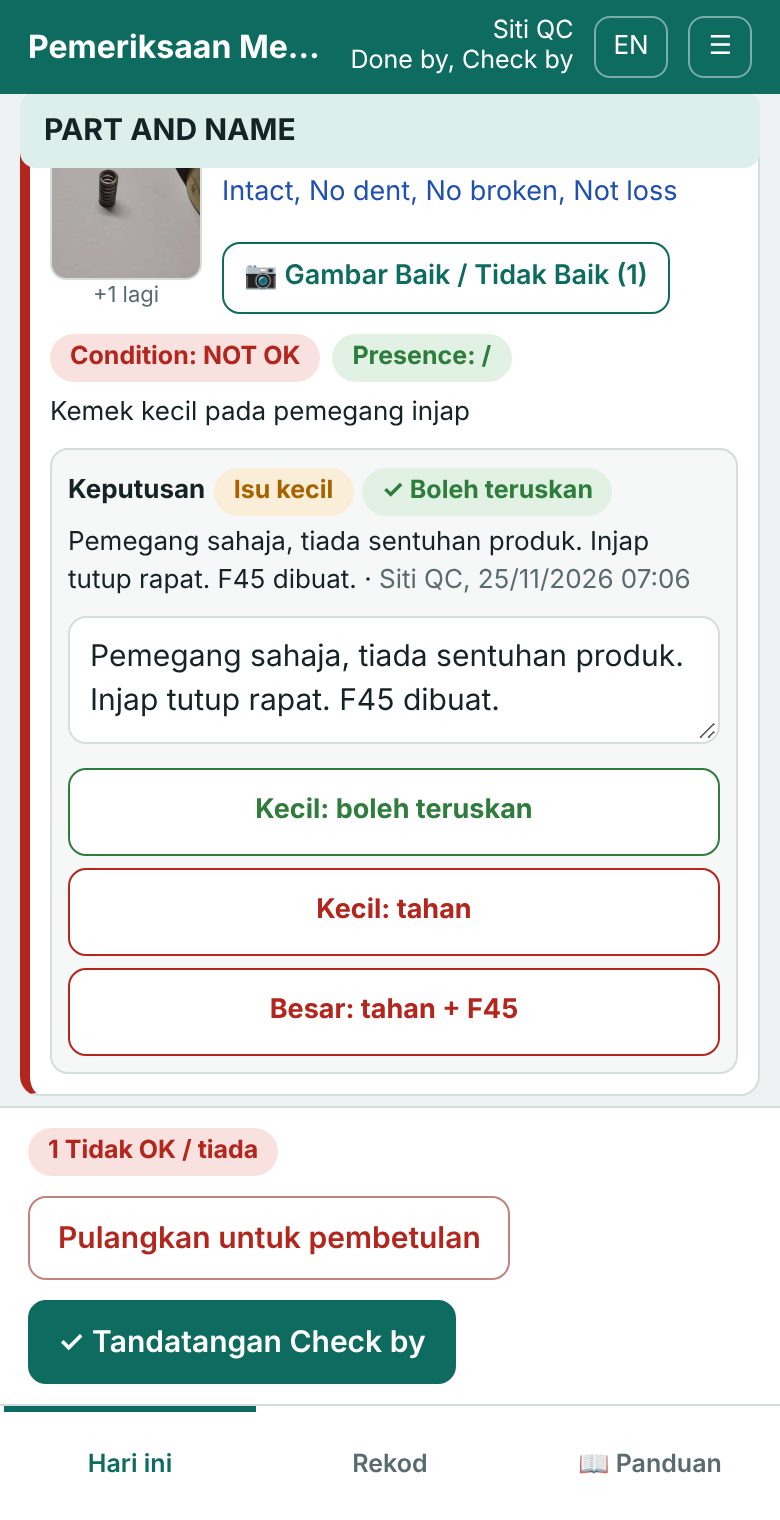 Pemeriksaan Me...
Siti QC
Done by, Check by
EN
☰
PART AND NAME
Intact, No dent, No broken, Not loss
📷 Gambar Baik / Tidak Baik (1)
+1 lagi
Condition: NOT OK
Presence: /
Kemek kecil pada pemegang injap
Keputusan
Isu kecil
✓ Boleh teruskan
Pemegang sahaja, tiada sentuhan produk. Injap
tutup rapat. F45 dibuat. · Siti QC, 25/11/2026 07:06
Pemegang sahaja, tiada sentuhan produk.
Injap tutup rapat. F45 dibuat.
Kecil: boleh teruskan
Kecil: tahan
Besar: tahan + F45
1 Tidak OK / tiada
Pulangkan untuk pembetulan
✓ Tandatangan Check by
Hari ini
Rekod
📖 Panduan